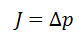 J = Δp